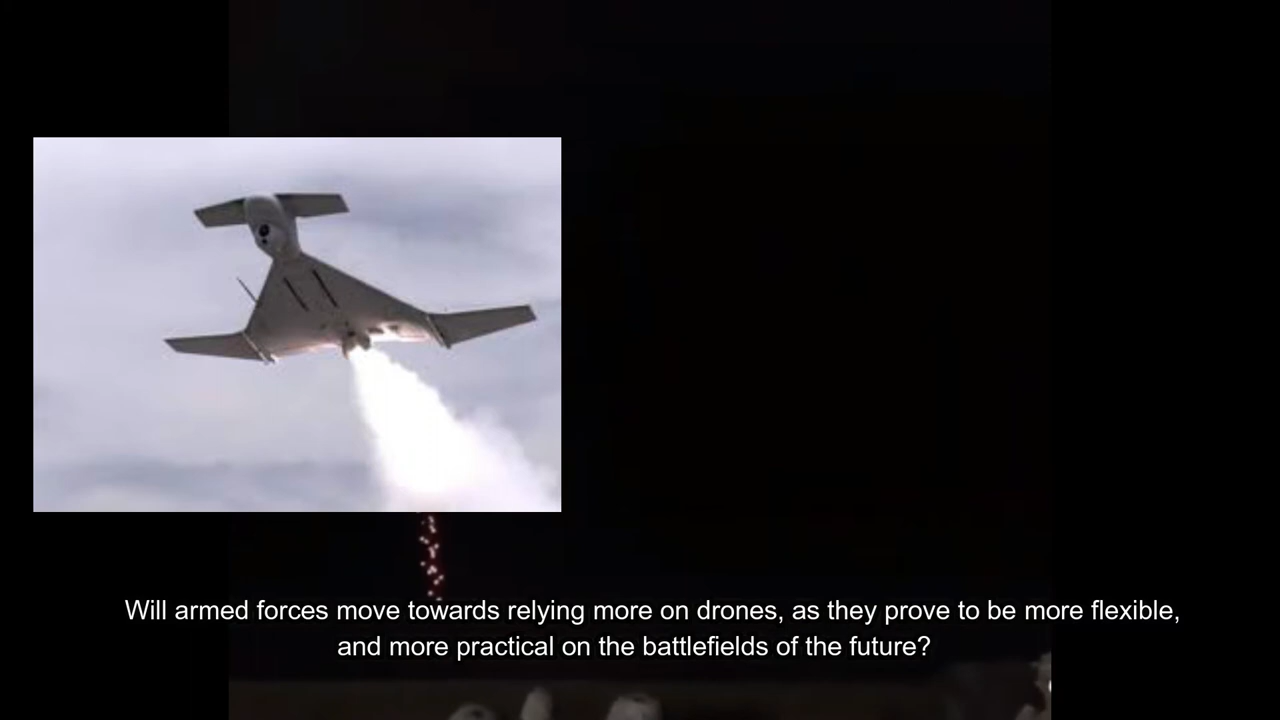 Will armed forces move towards relying more on drones, as they prove to be more flexible,
and more practical on the battlefields of the future?